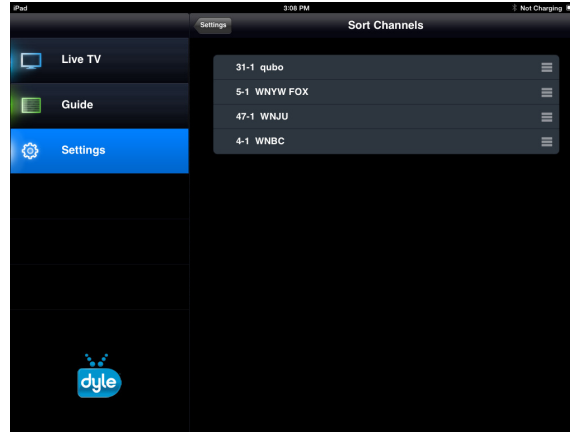 iPad 3:08 PM Not Charging
Settings Sort Channels
Live TV
Guide
Settings
31-1 qubo
5-1 WNYW FOX
47-1 WNJU
4-1 WNBC
dyle